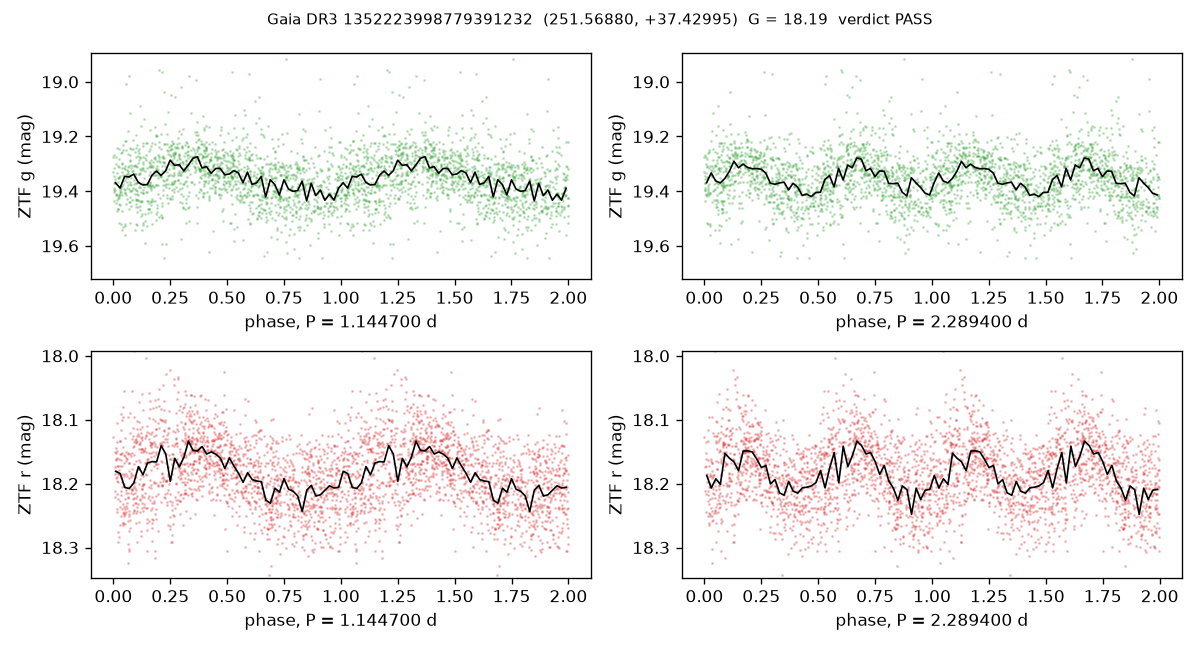 Gaia DR3 1352223998779391232 (251.56880, +37.42995) G = 18.19 verdict PASS
ZTF g (mag)
19.0
19.2
19.4
19.6
0.00 0.25 0.50 0.75 1.00 1.25 1.50 1.75 2.00
phase, P = 1.144700 d
ZTF g (mag)
19.0
19.2
19.4
19.6
0.00 0.25 0.50 0.75 1.00 1.25 1.50 1.75 2.00
phase, P = 2.289400 d
ZTF r (mag)
18.0
18.1
18.2
18.3
0.00 0.25 0.50 0.75 1.00 1.25 1.50 1.75 2.00
phase, P = 1.144700 d
ZTF r (mag)
18.0
18.1
18.2
18.3
0.00 0.25 0.50 0.75 1.00 1.25 1.50 1.75 2.00
phase, P = 2.289400 d